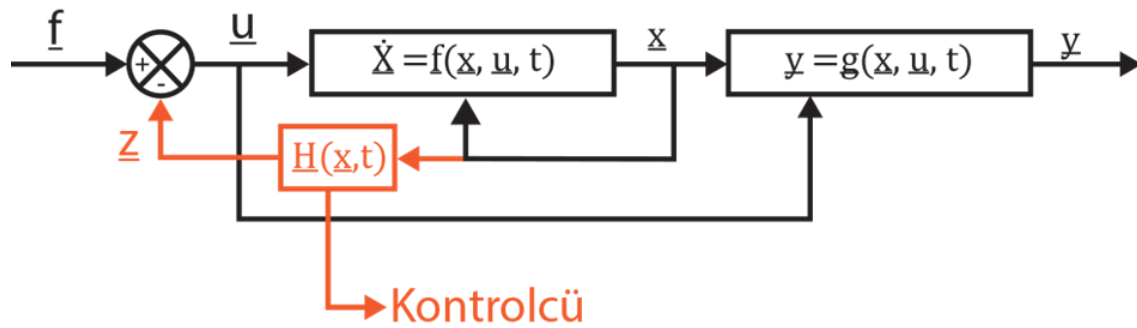 f
u
Ẋ =f(x, u, t)
x
y =g(x, u, t)
y
+
-
z
H(x,t)
Kontrolcü